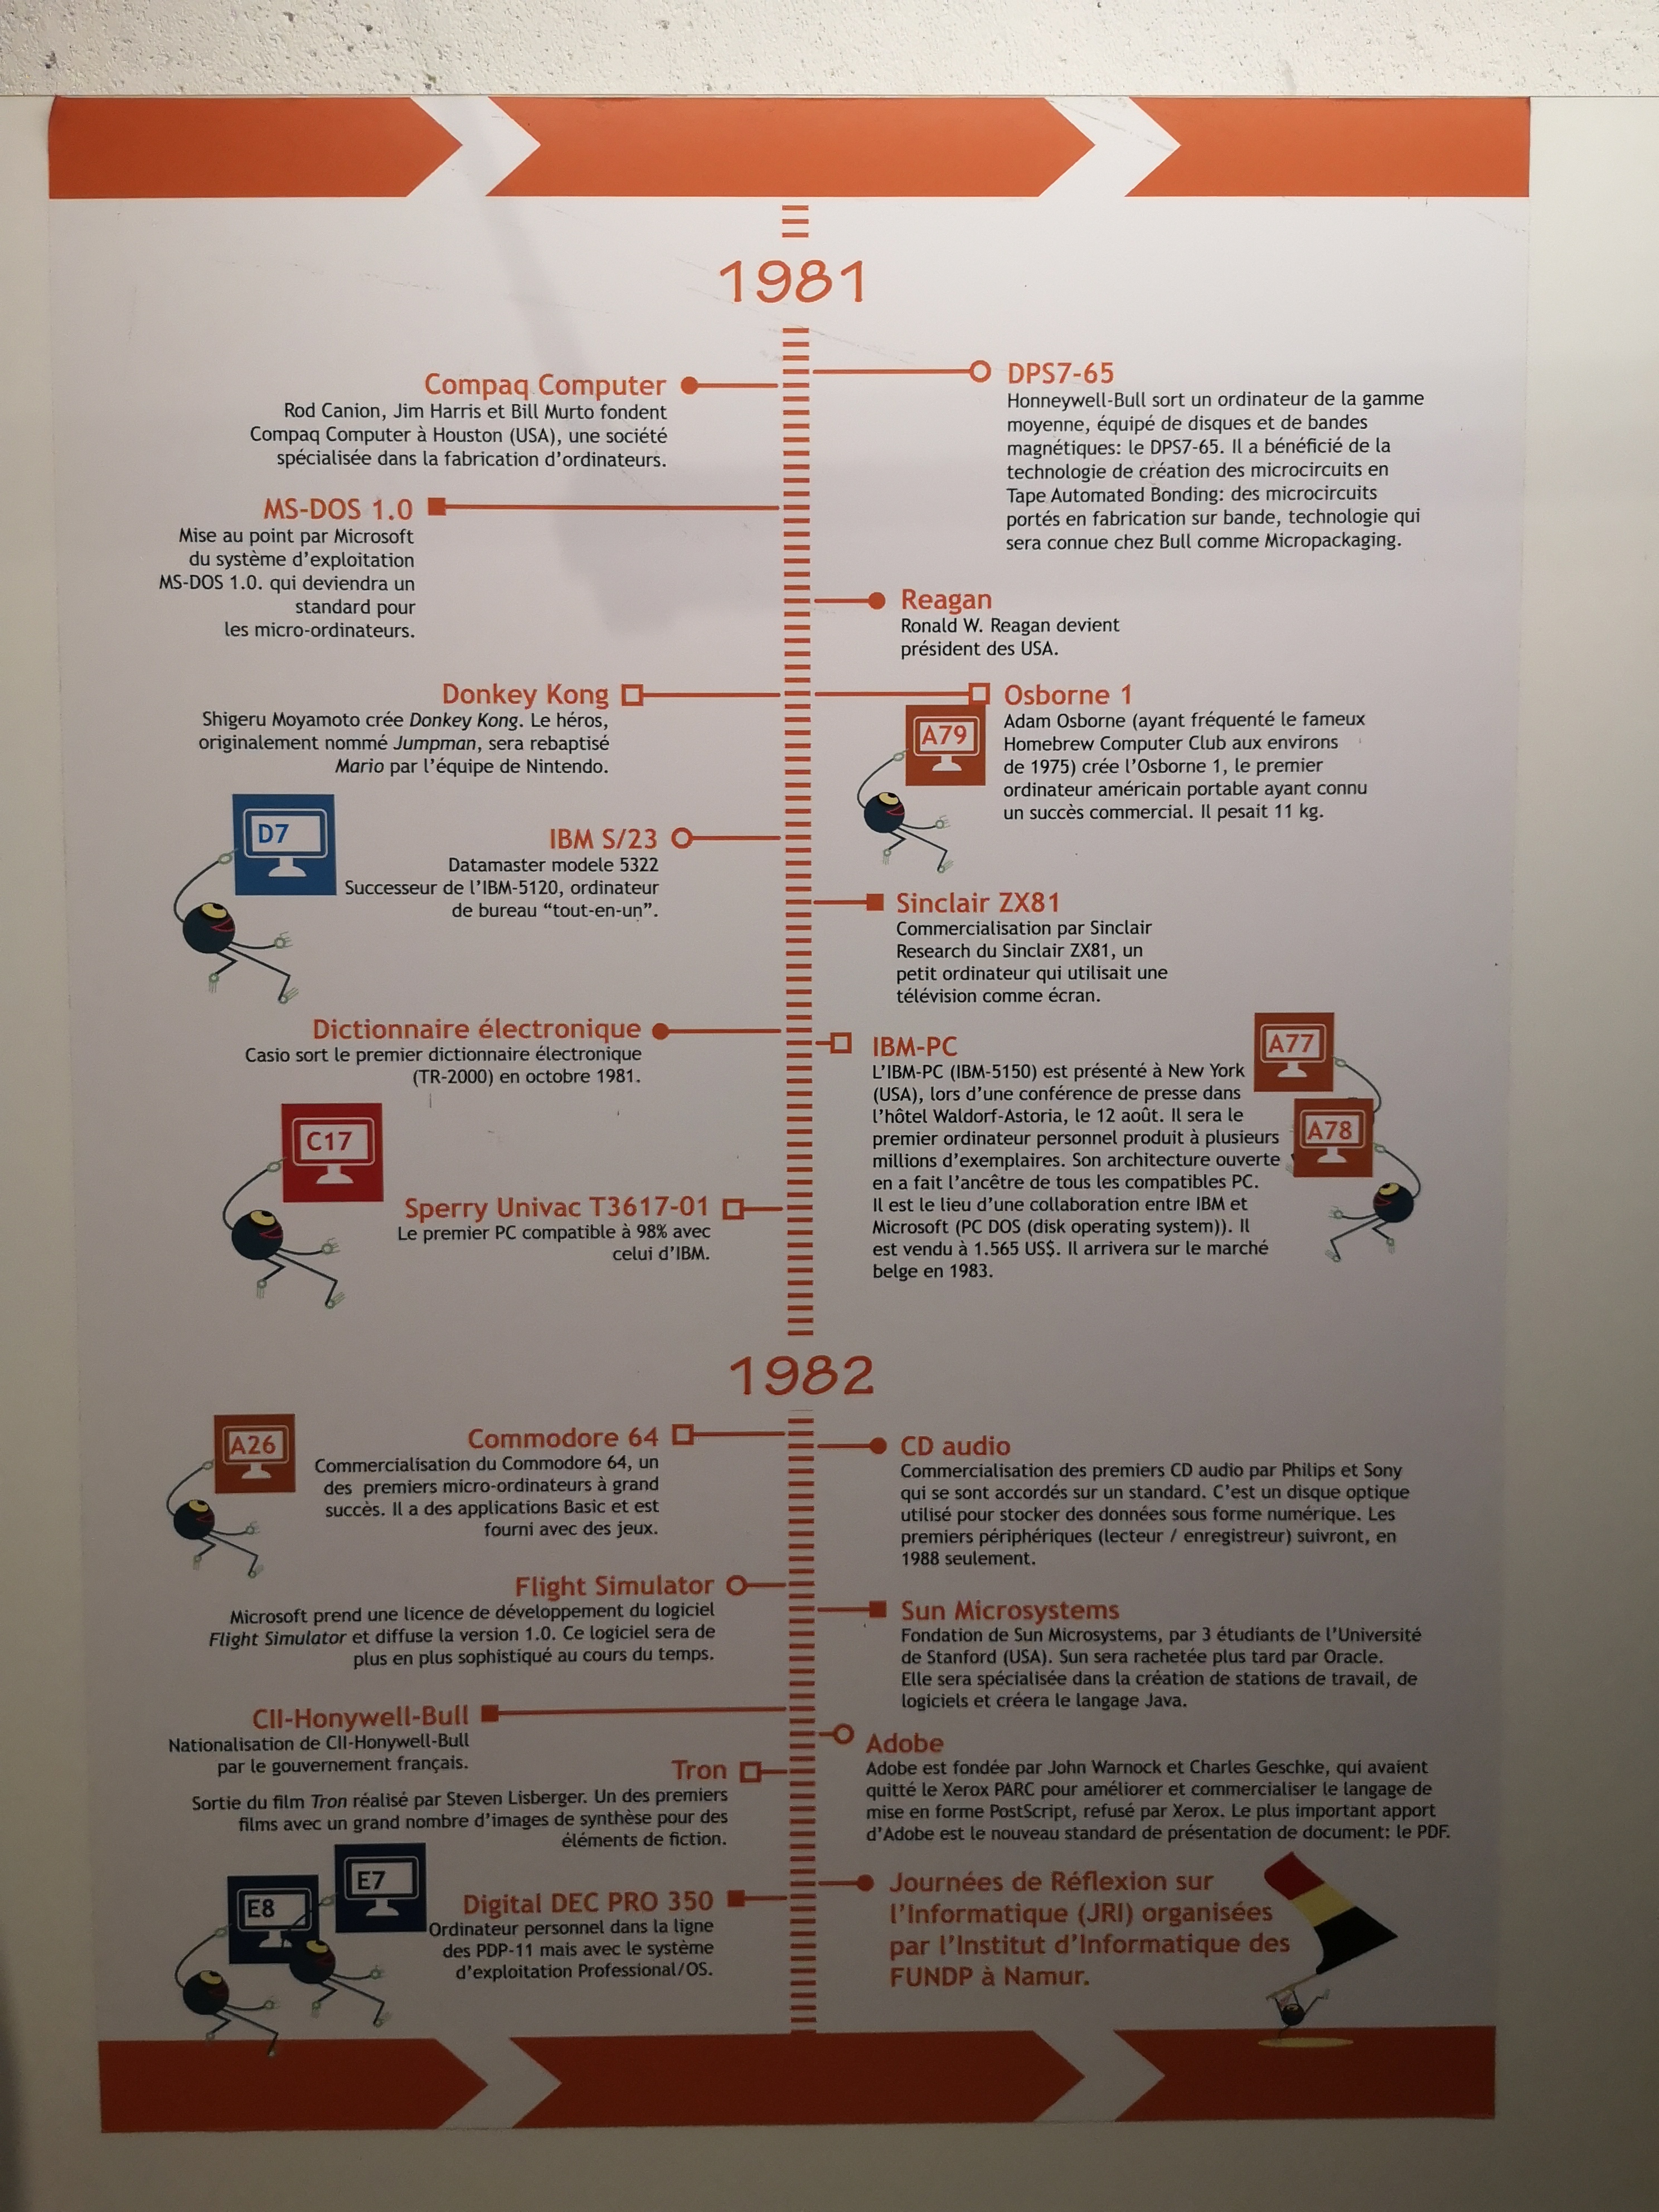 1981
Compaq Computer
Rod Canion, Jim Harris et Bill Murto fondent
Compaq Computer à Houston (USA), une société
spécialisée dans la fabrication d'ordinateurs.
DPS7-65
Honneywell-Bull sort un ordinateur de la gamme
moyenne, équipé de disques et de bandes
magnétiques: le DPS7-65. Il a bénéficié de la
technologie de création des microcircuits en
Tape Automated Bonding: des microcircuits
portés en fabrication sur bande, technologie qui
sera connue chez Bull comme Micropackaging.
MS-DOS 1.0
Mise au point par Microsoft
du système d'exploitation
MS-DOS 1.0. qui deviendra un
standard pour
les micro-ordinateurs.
Reagan
Ronald W. Reagan devient
président des USA.
Donkey Kong
Shigeru Moyamoto crée Donkey Kong. Le héros,
originalement nommé Jumpman, sera rebaptisé
Mario par l'équipe de Nintendo.
Osborne 1
A79
Adam Osborne (ayant fréquenté le fameux
Homebrew Computer Club aux environs
de 1975) crée l'Osborne 1, le premier
ordinateur américain portable ayant connu
un succès commercial. Il pesait 11 kg.
D7
IBM S/23
Datamaster modele 5322
Successeur de l'IBM-5120, ordinateur
de bureau "tout-en-un".
Sinclair ZX81
Commercialisation par Sinclair
Research du Sinclair ZX81, un
petit ordinateur qui utilisait une
télévision comme écran.
Dictionnaire électronique
Casio sort le premier dictionnaire électronique
(TR-2000) en octobre 1981.
IBM-PC
A77
A78
L'IBM-PC (IBM-5150) est présenté à New York
(USA), lors d'une conférence de presse dans
l'hôtel Waldorf-Astoria, le 12 août. Il sera le
premier ordinateur personnel produit à plusieurs
millions d'exemplaires. Son architecture ouverte
en a fait l'ancêtre de tous les compatibles PC.
Il est le lieu d'une collaboration entre IBM et
Microsoft (PC DOS (disk operating system)). Il
est vendu à 1.565 US$. Il arrivera sur le marché
belge en 1983.
C17
Sperry Univac T3617-01
Le premier PC compatible à 98% avec
celui d'IBM.
1982
A26
Commodore 64
Commercialisation du Commodore 64, un
des premiers micro-ordinateurs à grand
succès. Il a des applications Basic et est
fourni avec des jeux.
CD audio
Commercialisation des premiers CD audio par Philips et Sony
qui se sont accordés sur un standard. C'est un disque optique
utilisé pour stocker des données sous forme numérique. Les
premiers périphériques (lecteur / enregistreur) suivront, en
1988 seulement.
Flight Simulator
Microsoft prend une licence de développement du logiciel
Flight Simulator et diffuse la version 1.0. Ce logiciel sera de
plus en plus sophistiqué au cours du temps.
Sun Microsystems
Fondation de Sun Microsystems, par 3 étudiants de l'Université
de Stanford (USA). Sun sera rachetée plus tard par Oracle.
Elle sera spécialisée dans la création de stations de travail, de
logiciels et créera le langage Java.
CII-Honywell-Bull
Nationalisation de CII-Honywell-Bull
par le gouvernement français.
Adobe
Adobe est fondée par John Warnock et Charles Geschke, qui avaient
quitté le Xerox PARC pour améliorer et commercialiser le langage de
mise en forme PostScript, refusé par Xerox. Le plus important apport
d'Adobe est le nouveau standard de présentation de document: le PDF.
Tron
Sortie du film Tron réalisé par Steven Lisberger. Un des premiers
films avec un grand nombre d'images de synthèse pour des
éléments de fiction.
E8
E7
Digital DEC PRO 350
Ordinateur personnel dans la ligne
des PDP-11 mais avec le système
d'exploitation Professional/OS.
Journées de Réflexion sur
l'Informatique (JRI) organisées
par l'Institut d'Informatique des
FUNDP à Namur.